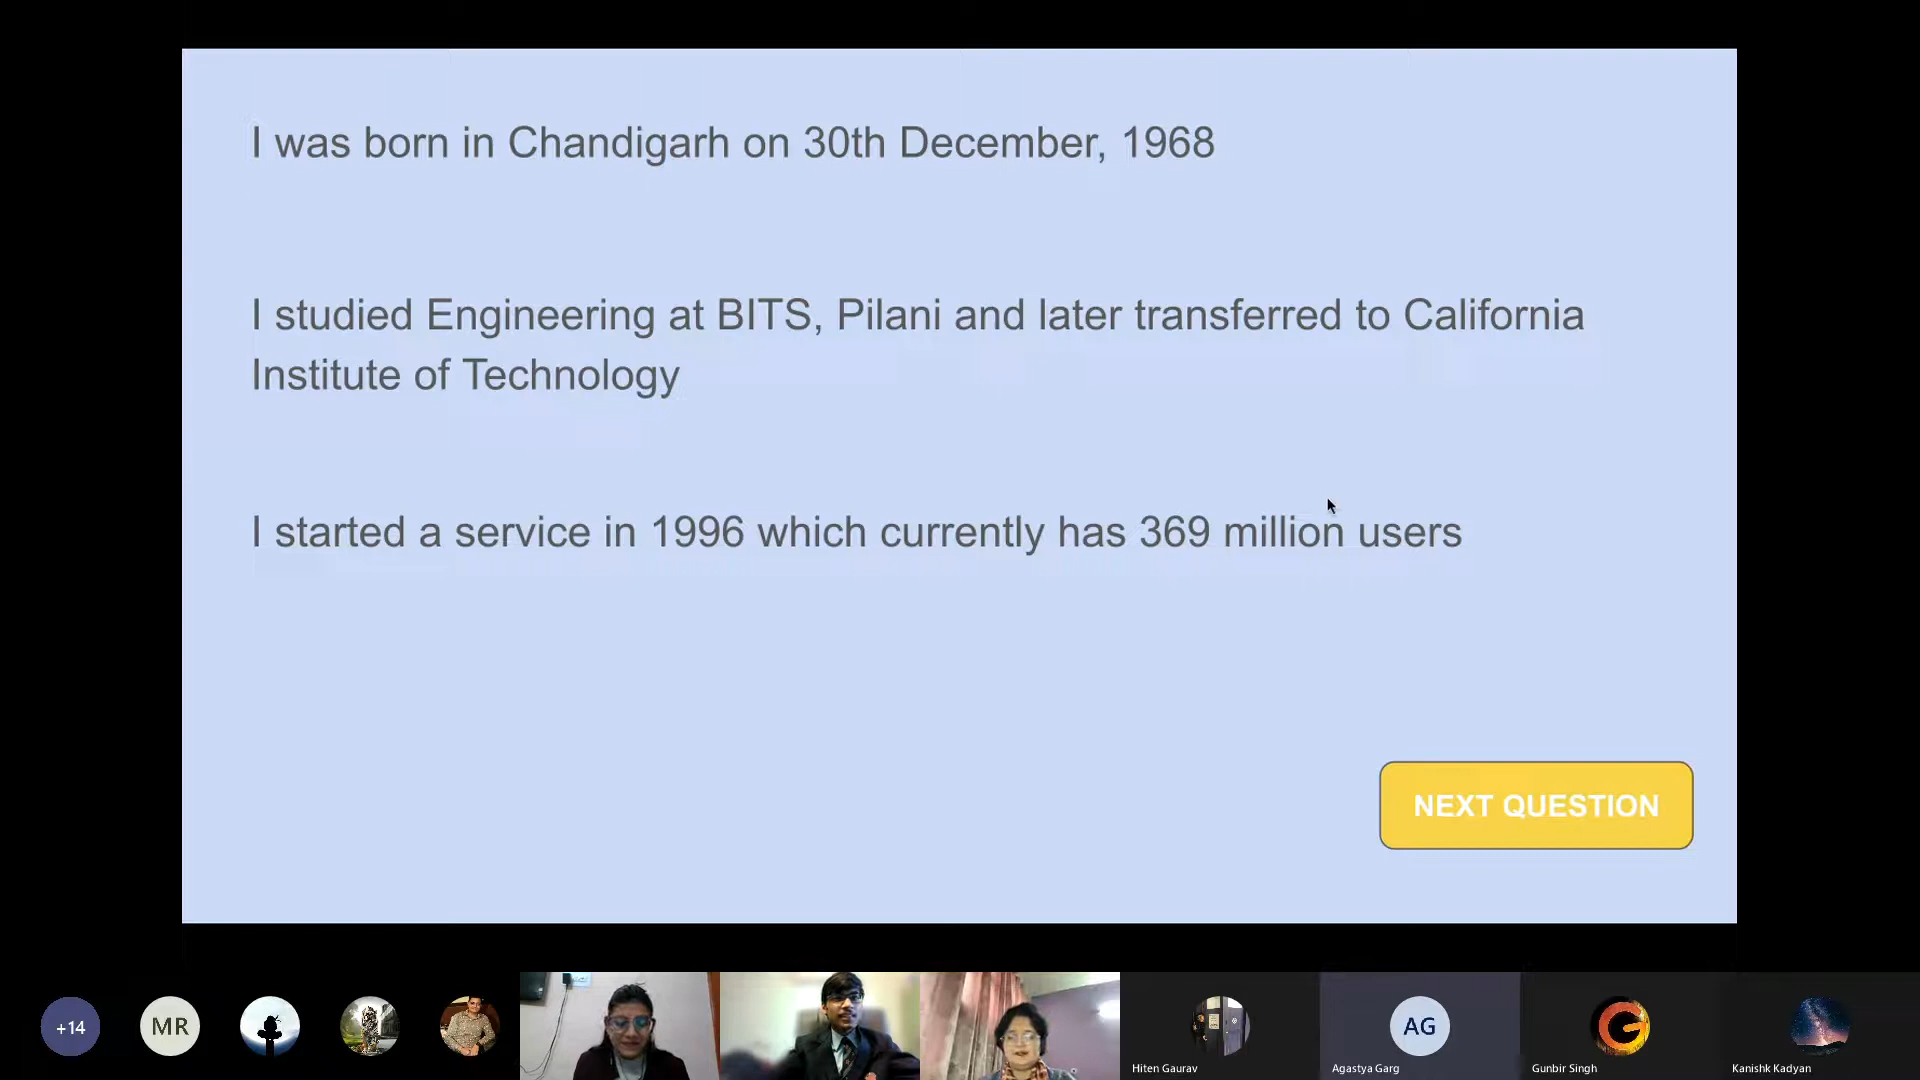 I was born in Chandigarh on 30th December, 1968
I studied Engineering at BITS, Pilani and later transferred to California
Institute of Technology
I started a service in 1996 which currently has 369 million users
NEXT QUESTION
+14
MR
AG
Hiten Gaurav
Agastya Garg
Gunbir Singh
Kanishk Kadyan